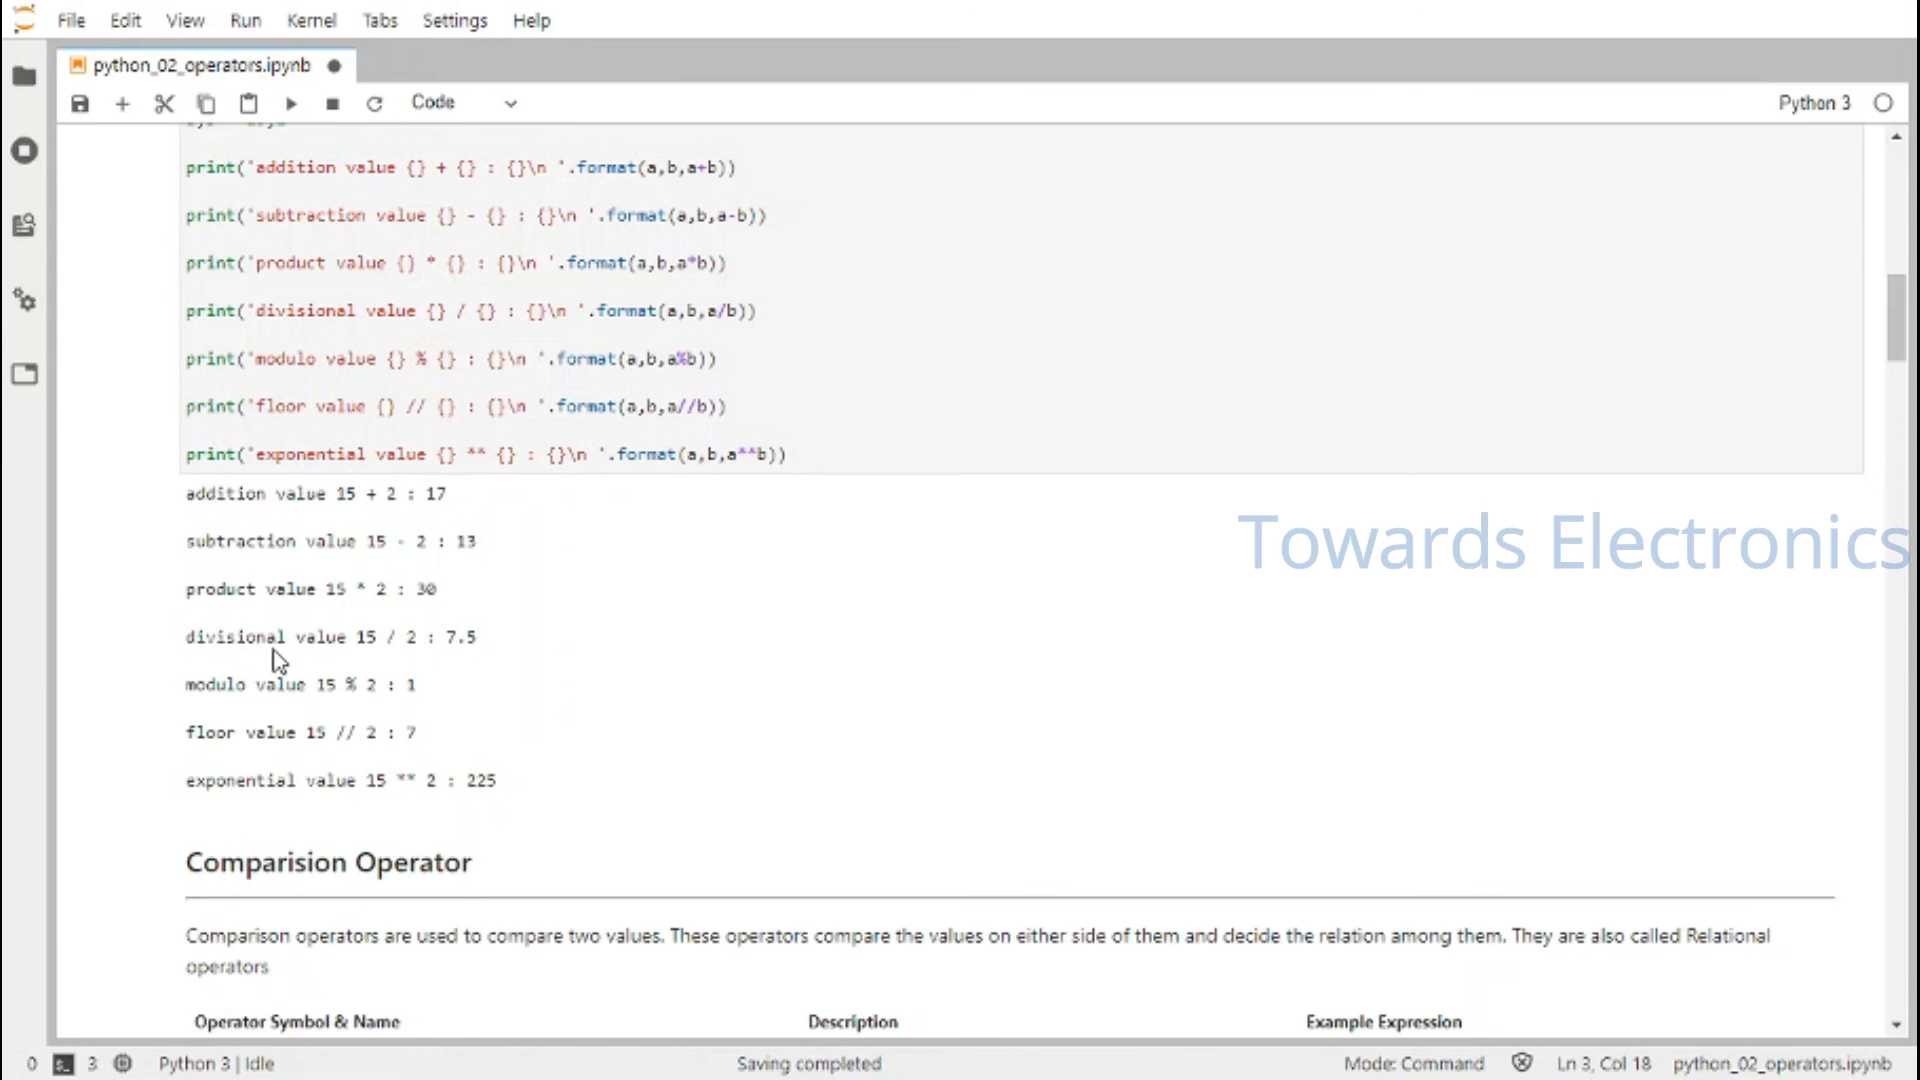 File Edit View Run Kernel Tabs Settings Help
python_02_operators.ipynb
Code Python 3
print('addition value {} + {} : {}\n '.format(a,b,a+b))
print('subtraction value {} - {} : {}\n '.format(a,b,a-b))
print('product value {} * {} : {}\n '.format(a,b,a*b))
print('divisional value {} / {} : {}\n '.format(a,b,a/b))
print('modulo value {} % {} : {}\n '.format(a,b,a%b))
print('floor value {} // {} : {}\n '.format(a,b,a//b))
print('exponential value {} ** {} : {}\n '.format(a,b,a**b))
addition value 15 + 2 : 17
Towards Electronics
subtraction value 15 - 2 : 13
product value 15 * 2 : 30
divisional value 15 / 2 : 7.5
modulo value 15 % 2 : 1
floor value 15 // 2 : 7
exponential value 15 ** 2 : 225
Comparision Operator
Comparison operators are used to compare two values. These operators compare the values on either side of them and decide the relation among them. They are also called Relational
operators
Operator Symbol & Name Description Example Expression
0 3 Python 3 | Idle Saving completed Mode: Command Ln 3, Col 18 python_02_operators.ipynb